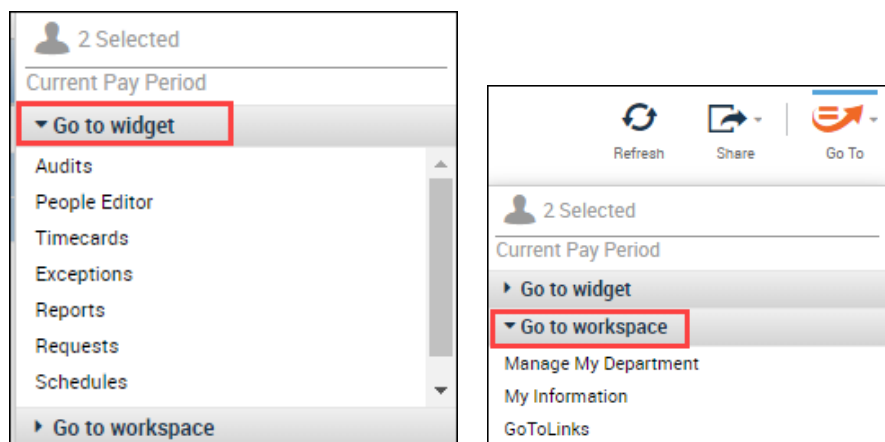 2 Selected
Current Pay Period
Go to widget
Audits
People Editor
Timecards
Exceptions
Reports
Requests
Schedules
Go to workspace
Refresh
Share
Go To
2 Selected
Current Pay Period
Go to widget
Go to workspace
Manage My Department
My Information
GoToLinks